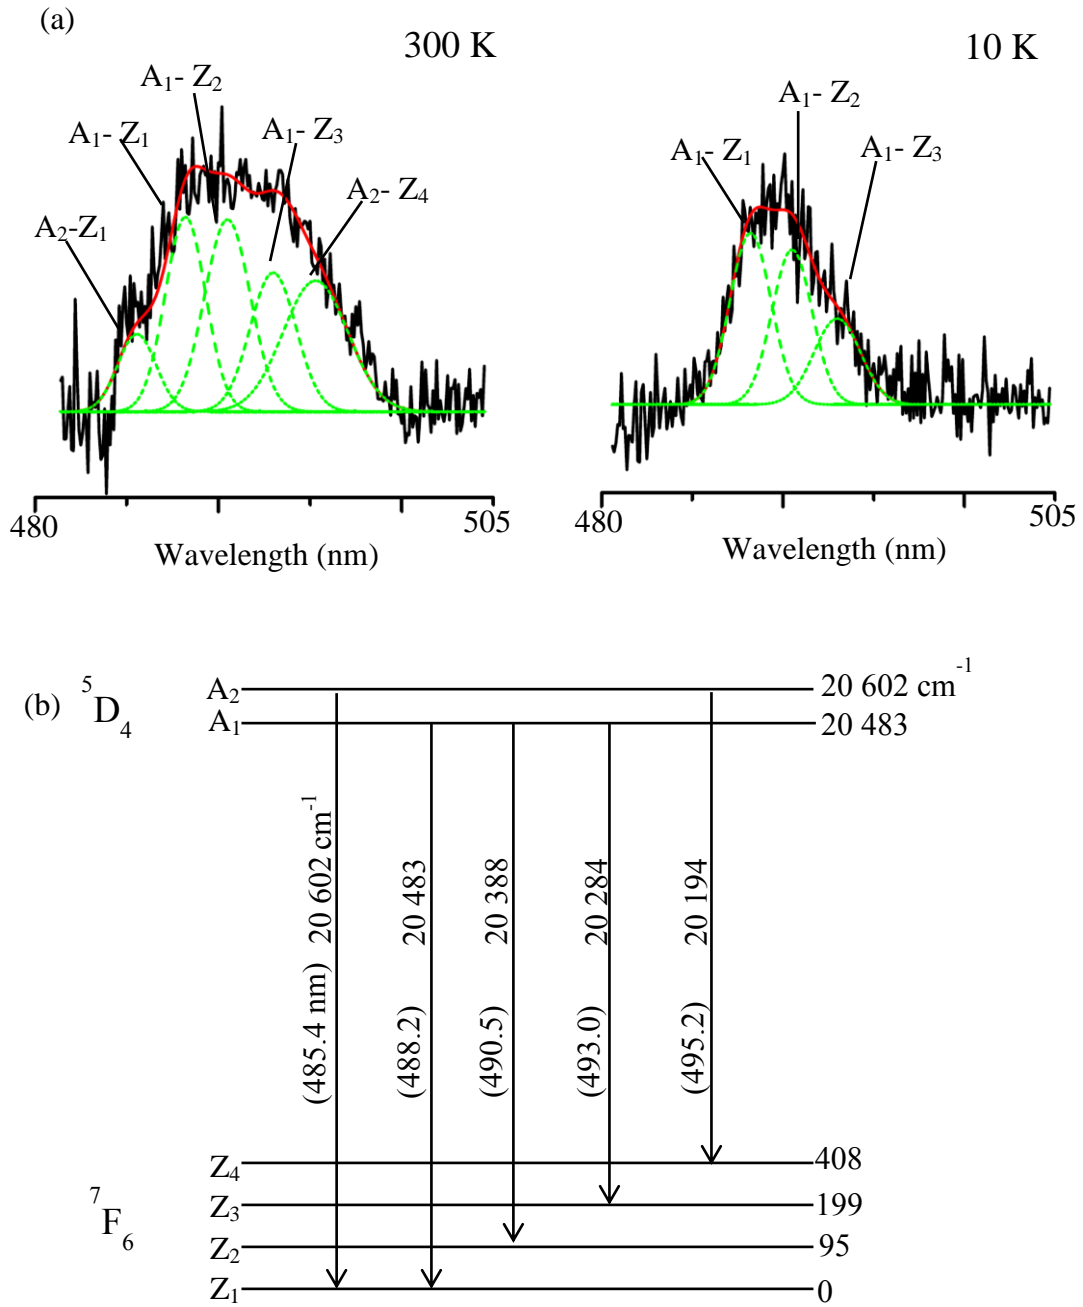 (a)
300 K
A₁- Z₂
A₁- Z₁
A₁- Z₃
A₂- Z₄
A₂-Z₁
480
505
Wavelength (nm)
10 K
A₁- Z₂
A₁- Z₁
A₁- Z₃
480
505
Wavelength (nm)
(b)
⁵D₄
A₂
20 602 cm⁻¹
A₁
20 483
(485.4 nm) 20 602 cm⁻¹
(488.2) 20 483
(490.5) 20 388
(493.0) 20 284
(495.2) 20 194
⁷F₆
Z₄
408
Z₃
199
Z₂
95
Z₁
0